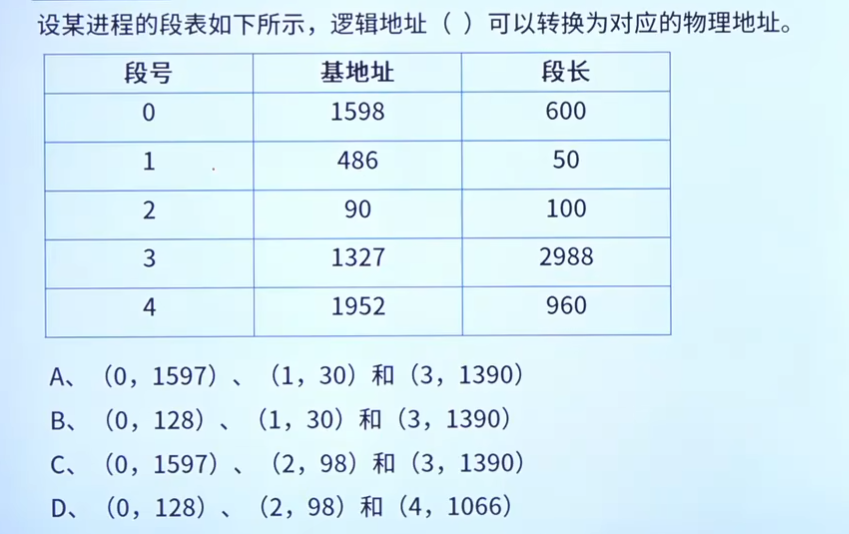 设某进程的段表如下所示，逻辑地址（ ）可以转换为对应的物理地址。
段号 基地址 段长
0 1598 600
1 486 50
2 90 100
3 1327 2988
4 1952 960
A、（0，1597）、（1，30）和（3，1390）
B、（0，128）、（1，30）和（3，1390）
C、（0，1597）、（2，98）和（3，1390）
D、（0，128）、（2，98）和（4，1066）